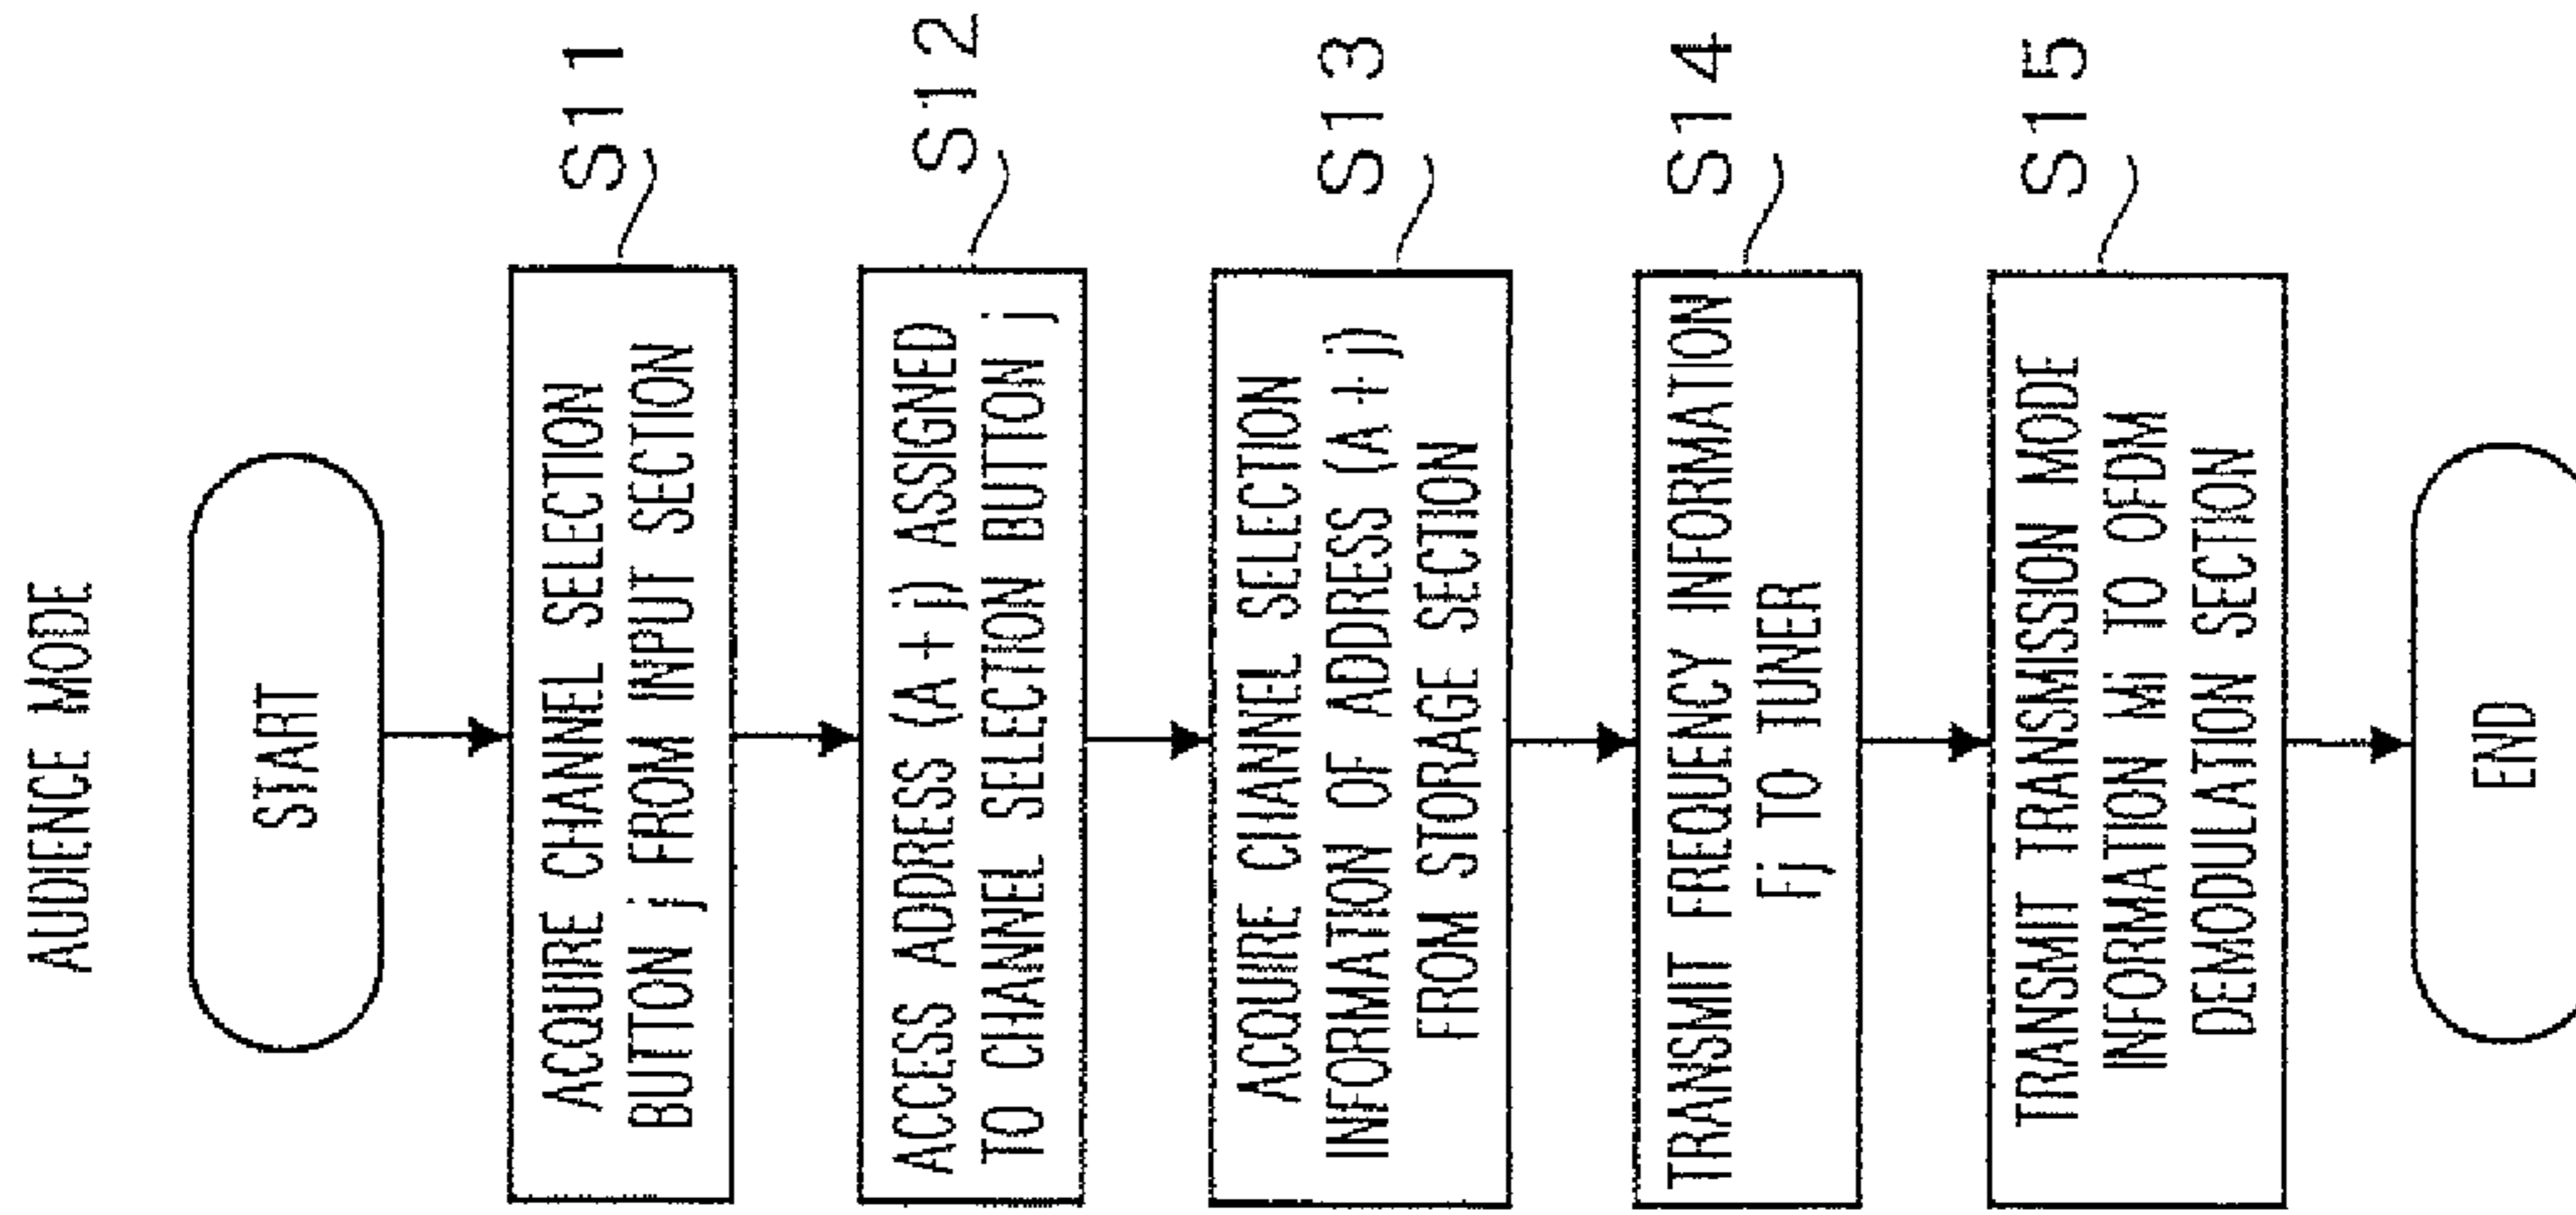 AUDIENCE MODE
START
S11
ACQUIRE CHANNEL SELECTION
BUTTON j FROM INPUT SECTION
S12
ACCESS ADDRESS (A+j) ASSIGNED
TO CHANNEL SELECTION BUTTON j
S13
ACQUIRE CHANNEL SELECTION
INFORMATION OF ADDRESS (A+j)
FROM STORAGE SECTION
S14
TRANSMIT FREQUENCY INFORMATION
Fj TO TUNER
S15
TRANSMIT TRANSMISSION MODE
INFORMATION Mi TO OFDM
DEMODULATION SECTION
END